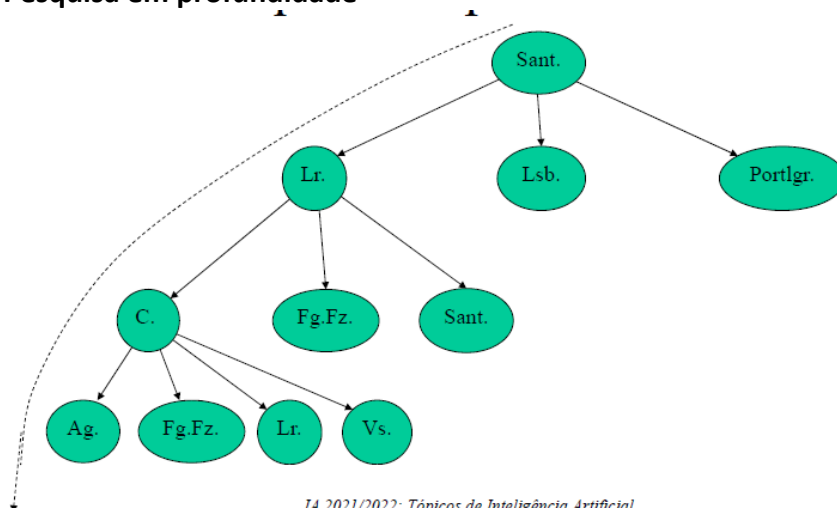 Pesquisa em profundidade
Sant.
Lr.
Lsb.
Portlgr.
C.
Fg.Fz.
Sant.
Ag.
Fg.Fz.
Lr.
Vs.
IA 2021/2022: Tópicos de Inteligência Artificial